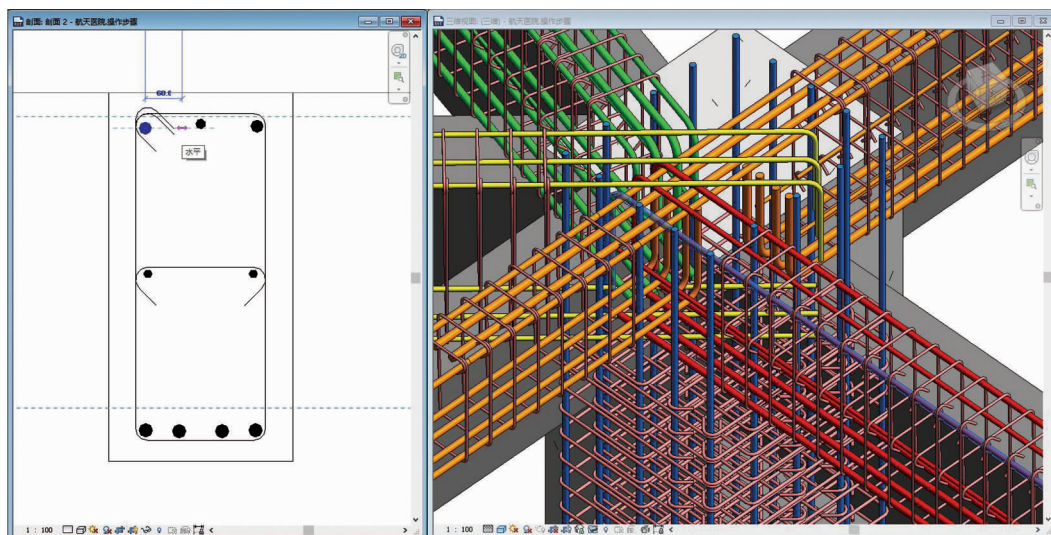 剖面: 剖面 2 - 航天医院.操作步骤
三维视图: {三维} - 航天医院.操作步骤
60.0
水平
1 : 100
1 : 100